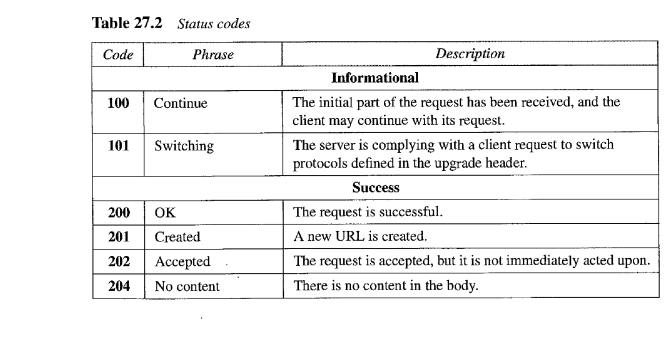 Table 27.2 Status codes
Code Phrase Description
Informational
100 Continue The initial part of the request has been received, and the
client may continue with its request.
101 Switching The server is complying with a client request to switch
protocols defined in the upgrade header.
Success
200 OK The request is successful.
201 Created A new URL is created.
202 Accepted The request is accepted, but it is not immediately acted upon.
204 No content There is no content in the body.